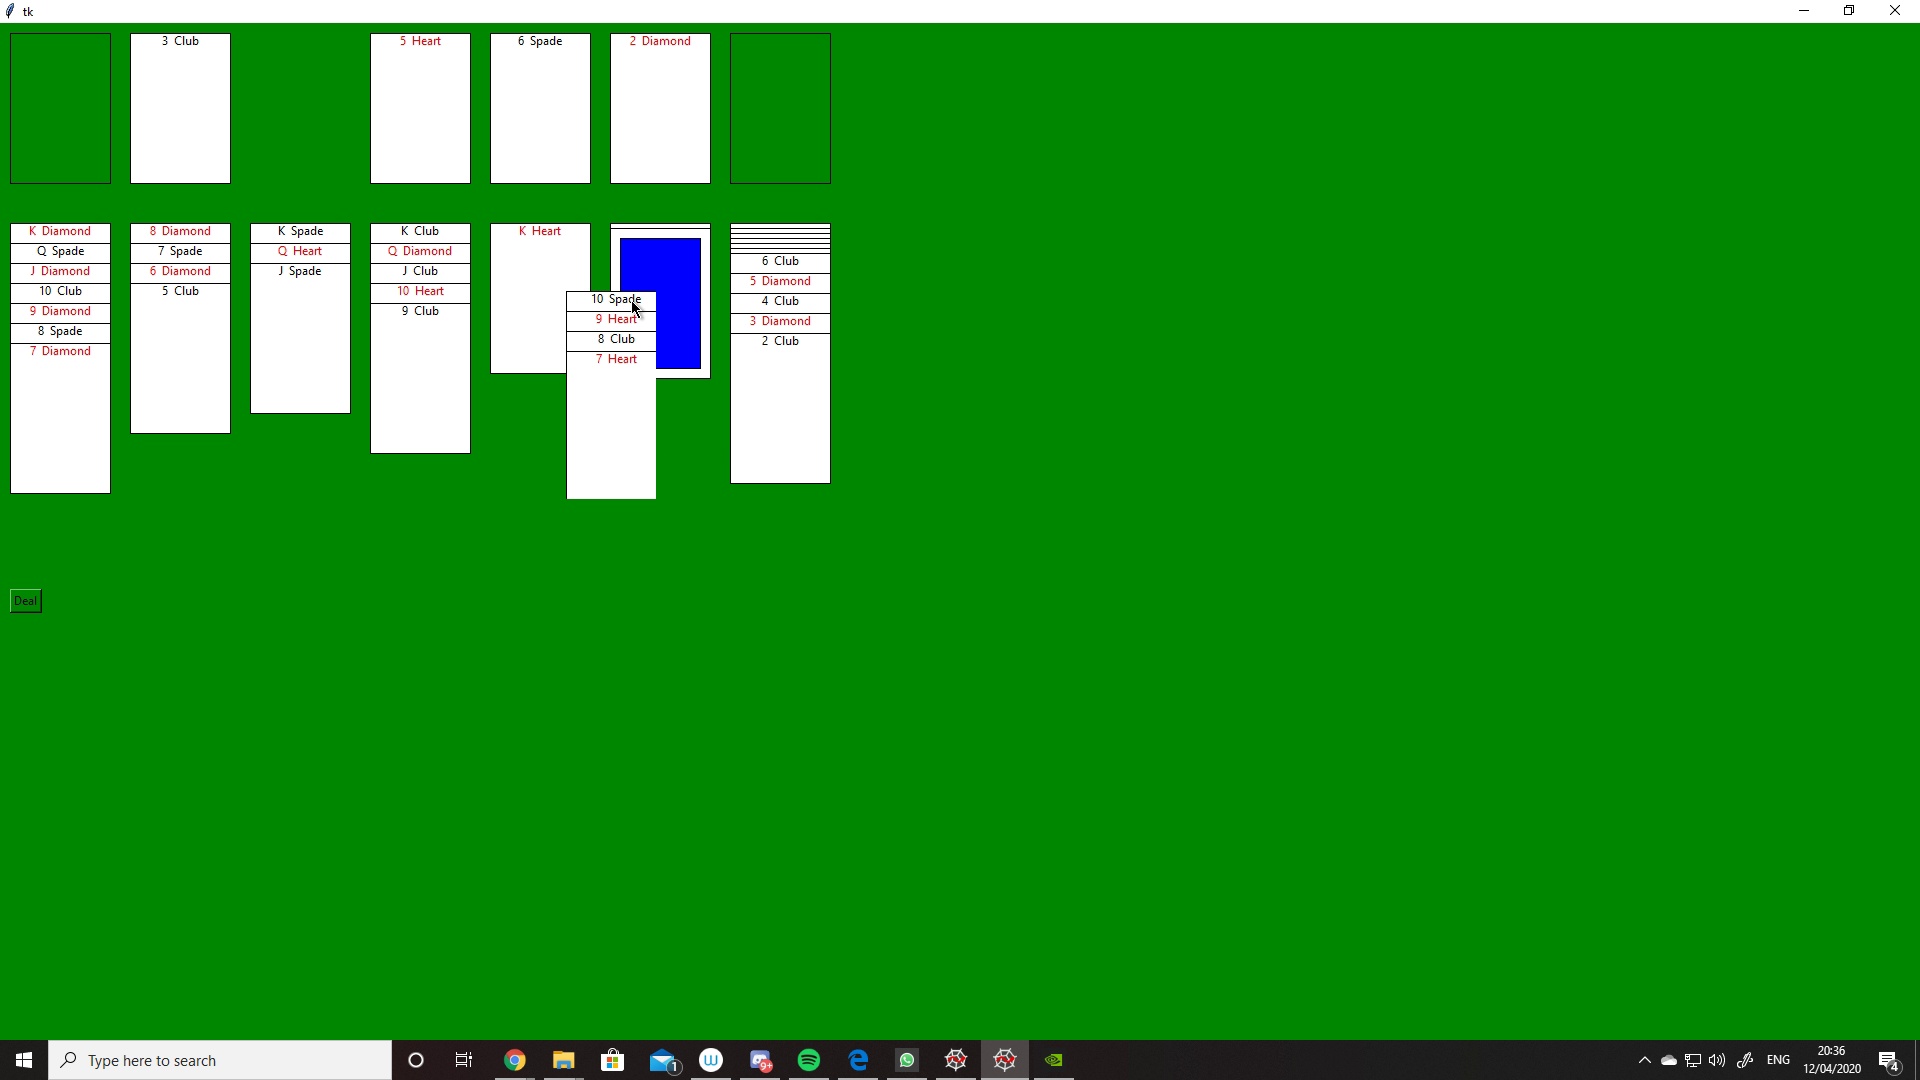 tk
3 Club
5 Heart
6 Spade
2 Diamond
K Diamond
Q Spade
J Diamond
10 Club
9 Diamond
8 Spade
7 Diamond
8 Diamond
7 Spade
6 Diamond
5 Club
K Spade
Q Heart
J Spade
K Club
Q Diamond
J Club
10 Heart
9 Club
K Heart
10 Spade
9 Heart
8 Club
7 Heart
6 Club
5 Diamond
4 Club
3 Diamond
2 Club
Deal
Type here to search
1
W
9+
ENG
20:36
12/04/2020
4